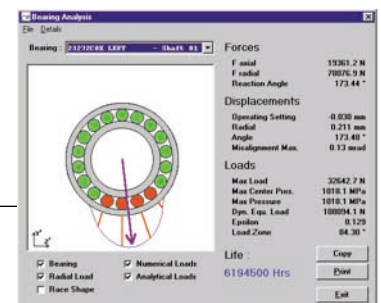 Bearing Analysis
File Details
Bearing : 23272CAK LEFT - Shaft 01
Forces
F axial 19361.2 N
F radial 70076.9 N
Reaction Angle 173.44 °
Displacements
Operating Setting -0.030 mm
Radial 0.211 mm
Angle 173.40 °
Misalignment Max. 0.13 mrad
Loads
Max Load 32642.7 N
Max Center Pres. 1018.1 MPa
Max Pressure 1018.1 MPa
Dyn. Equ. Load 100094.1 N
Epsilon 0.129
Load Zone 84.30 °
Life :
6194500 Hrs
Bearing
Numerical Loads
Radial Load
Analytical Loads
Race Shape
Copy
Print
Exit